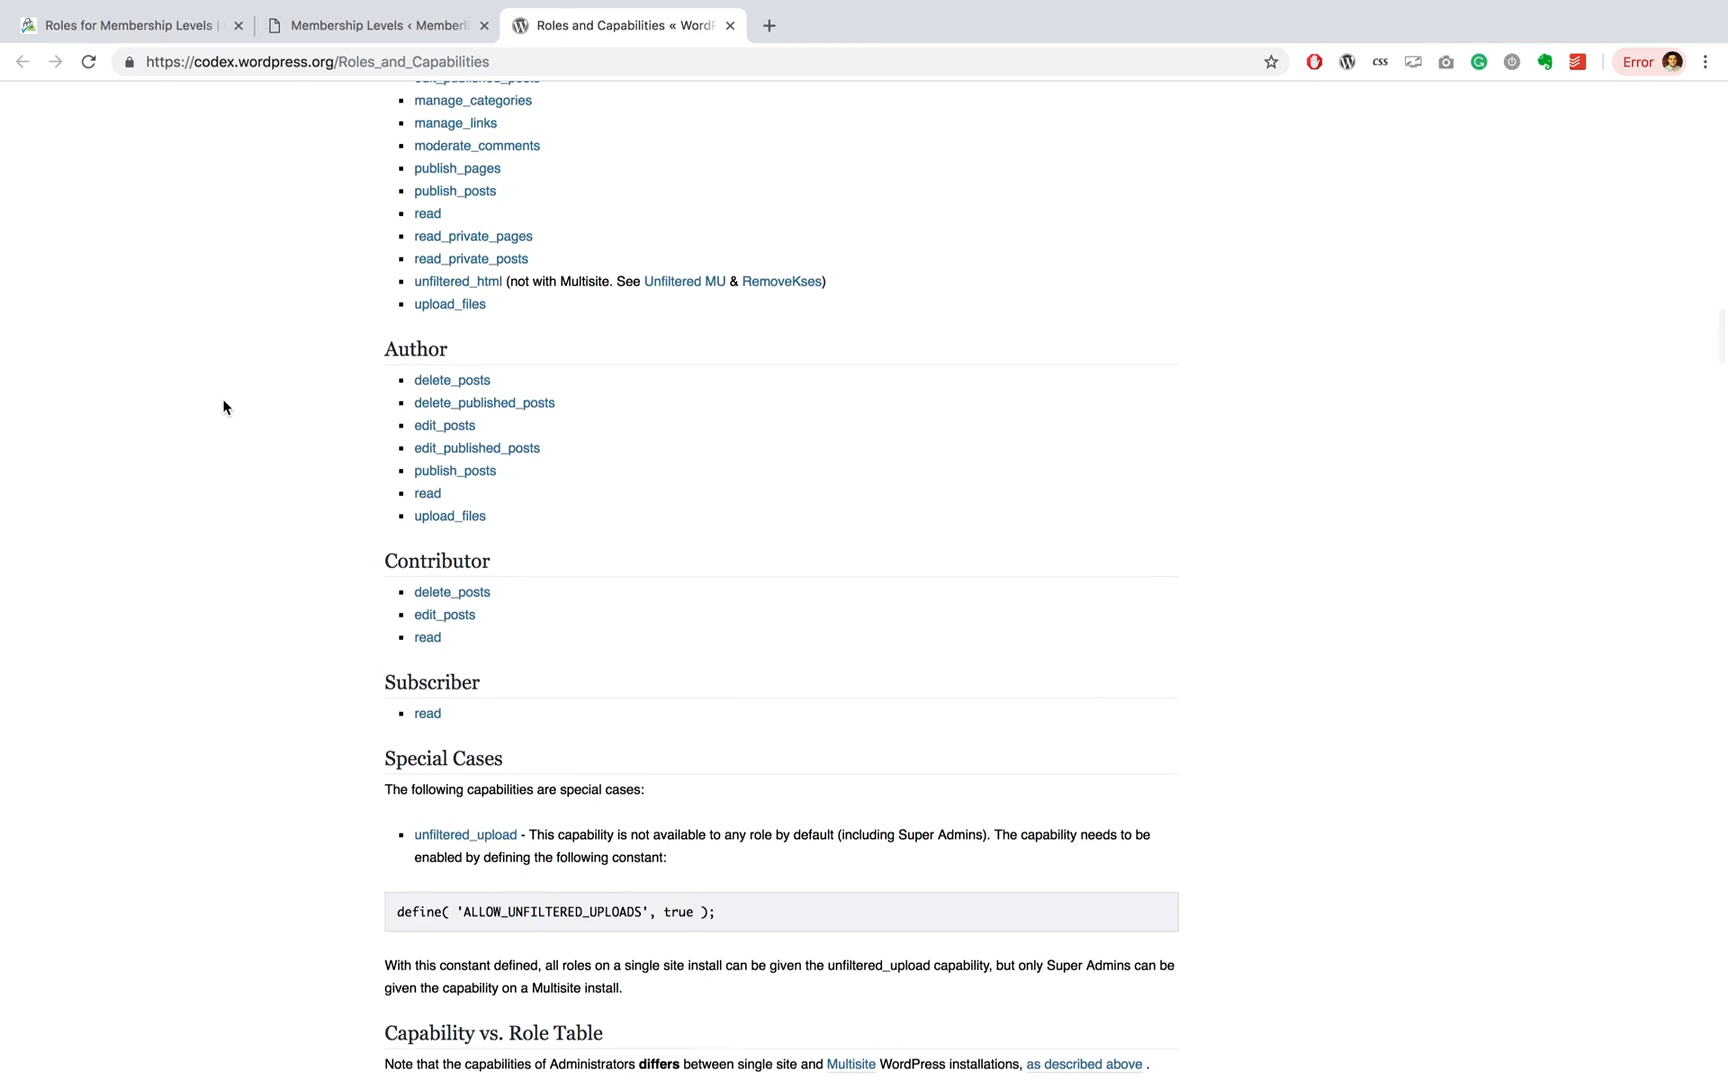 Roles for Membership Levels |
Membership Levels ‹ Memberli
Roles and Capabilities « WordP
https://codex.wordpress.org/Roles_and_Capabilities
css
Error
edit_published_posts
manage_categories
manage_links
moderate_comments
publish_pages
publish_posts
read
read_private_pages
read_private_posts
unfiltered_html (not with Multisite. See Unfiltered MU & RemoveKses)
upload_files
Author
delete_posts
delete_published_posts
edit_posts
edit_published_posts
publish_posts
read
upload_files
Contributor
delete_posts
edit_posts
read
Subscriber
read
Special Cases
The following capabilities are special cases:
unfiltered_upload - This capability is not available to any role by default (including Super Admins). The capability needs to be
enabled by defining the following constant:
define( 'ALLOW_UNFILTERED_UPLOADS', true );
With this constant defined, all roles on a single site install can be given the unfiltered_upload capability, but only Super Admins can be
given the capability on a Multisite install.
Capability vs. Role Table
Note that the capabilities of Administrators differs between single site and Multisite WordPress installations, as described above .